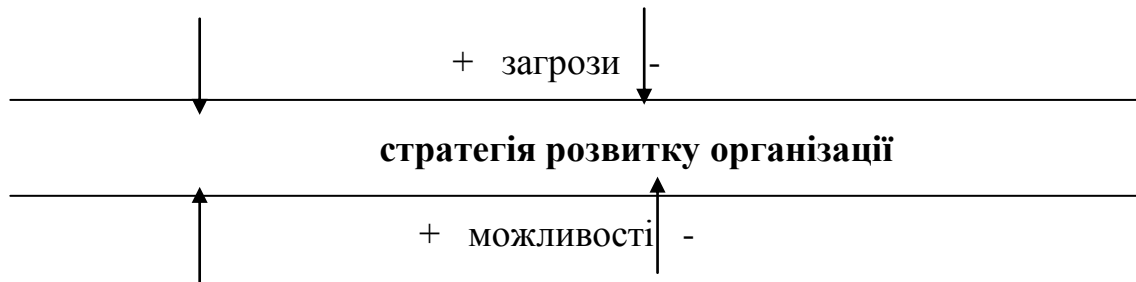 + загрози -
стратегія розвитку організації
+ можливості -